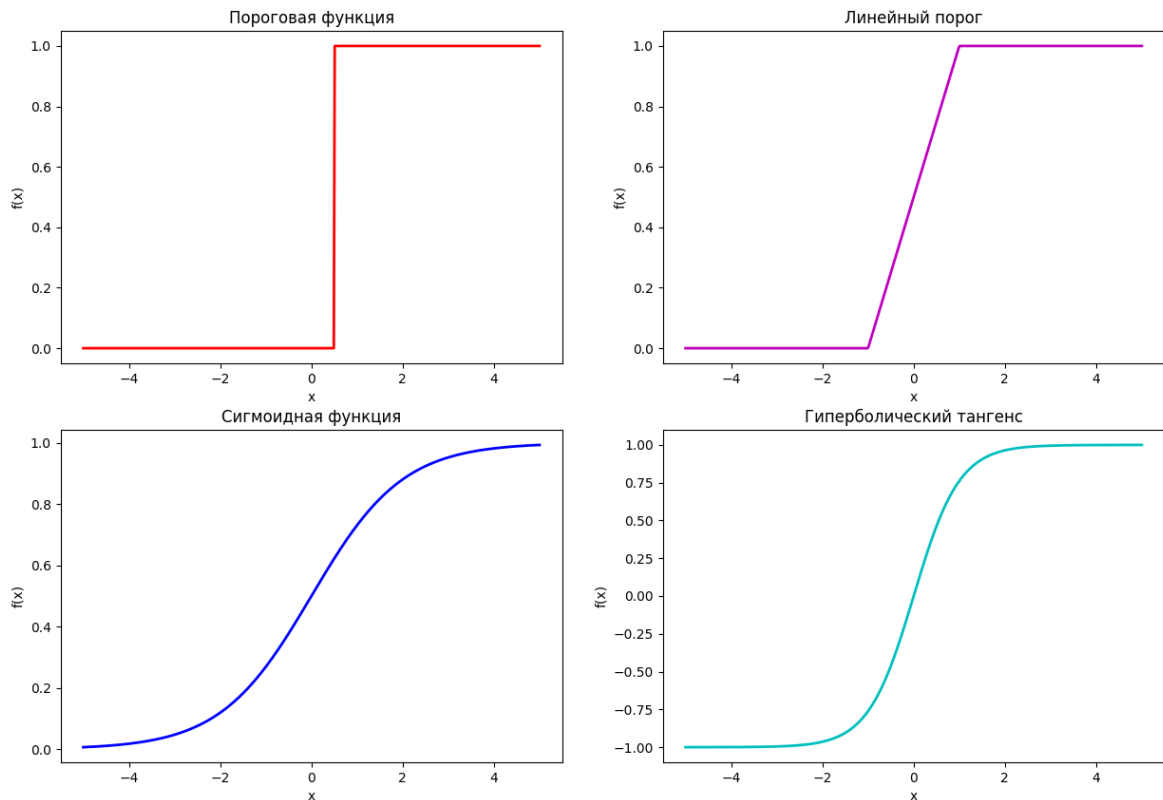 Пороговая функция
1.0
0.8
0.6
0.4
0.2
0.0
f(x)
−4 −2 0 2 4
x
Линейный порог
1.0
0.8
0.6
0.4
0.2
0.0
f(x)
−4 −2 0 2 4
x
Сигмоидная функция
1.0
0.8
0.6
0.4
0.2
0.0
f(x)
−4 −2 0 2 4
x
Гиперболический тангенс
1.00
0.75
0.50
0.25
0.00
−0.25
−0.50
−0.75
−1.00
f(x)
−4 −2 0 2 4
x